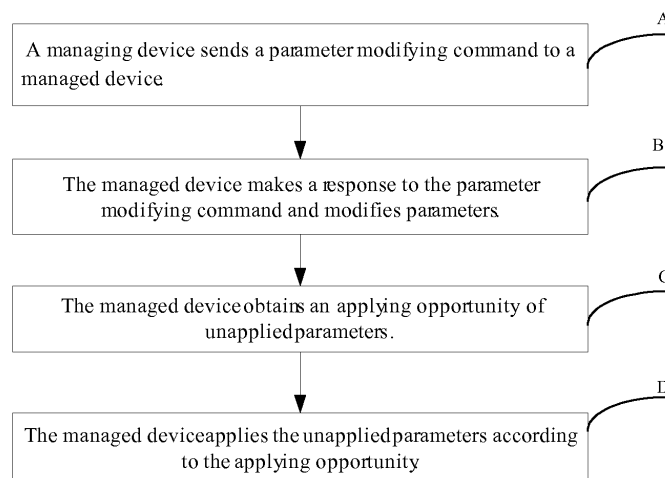 A
A managing device sends a parameter modifying command to a
managed device.
B
The managed device makes a response to the parameter
modifying command and modifies parameters.
C
The managed device obtains an applying opportunity of
unapplied parameters.
D
The managed device applies the unapplied parameters according
to the applying opportunity.